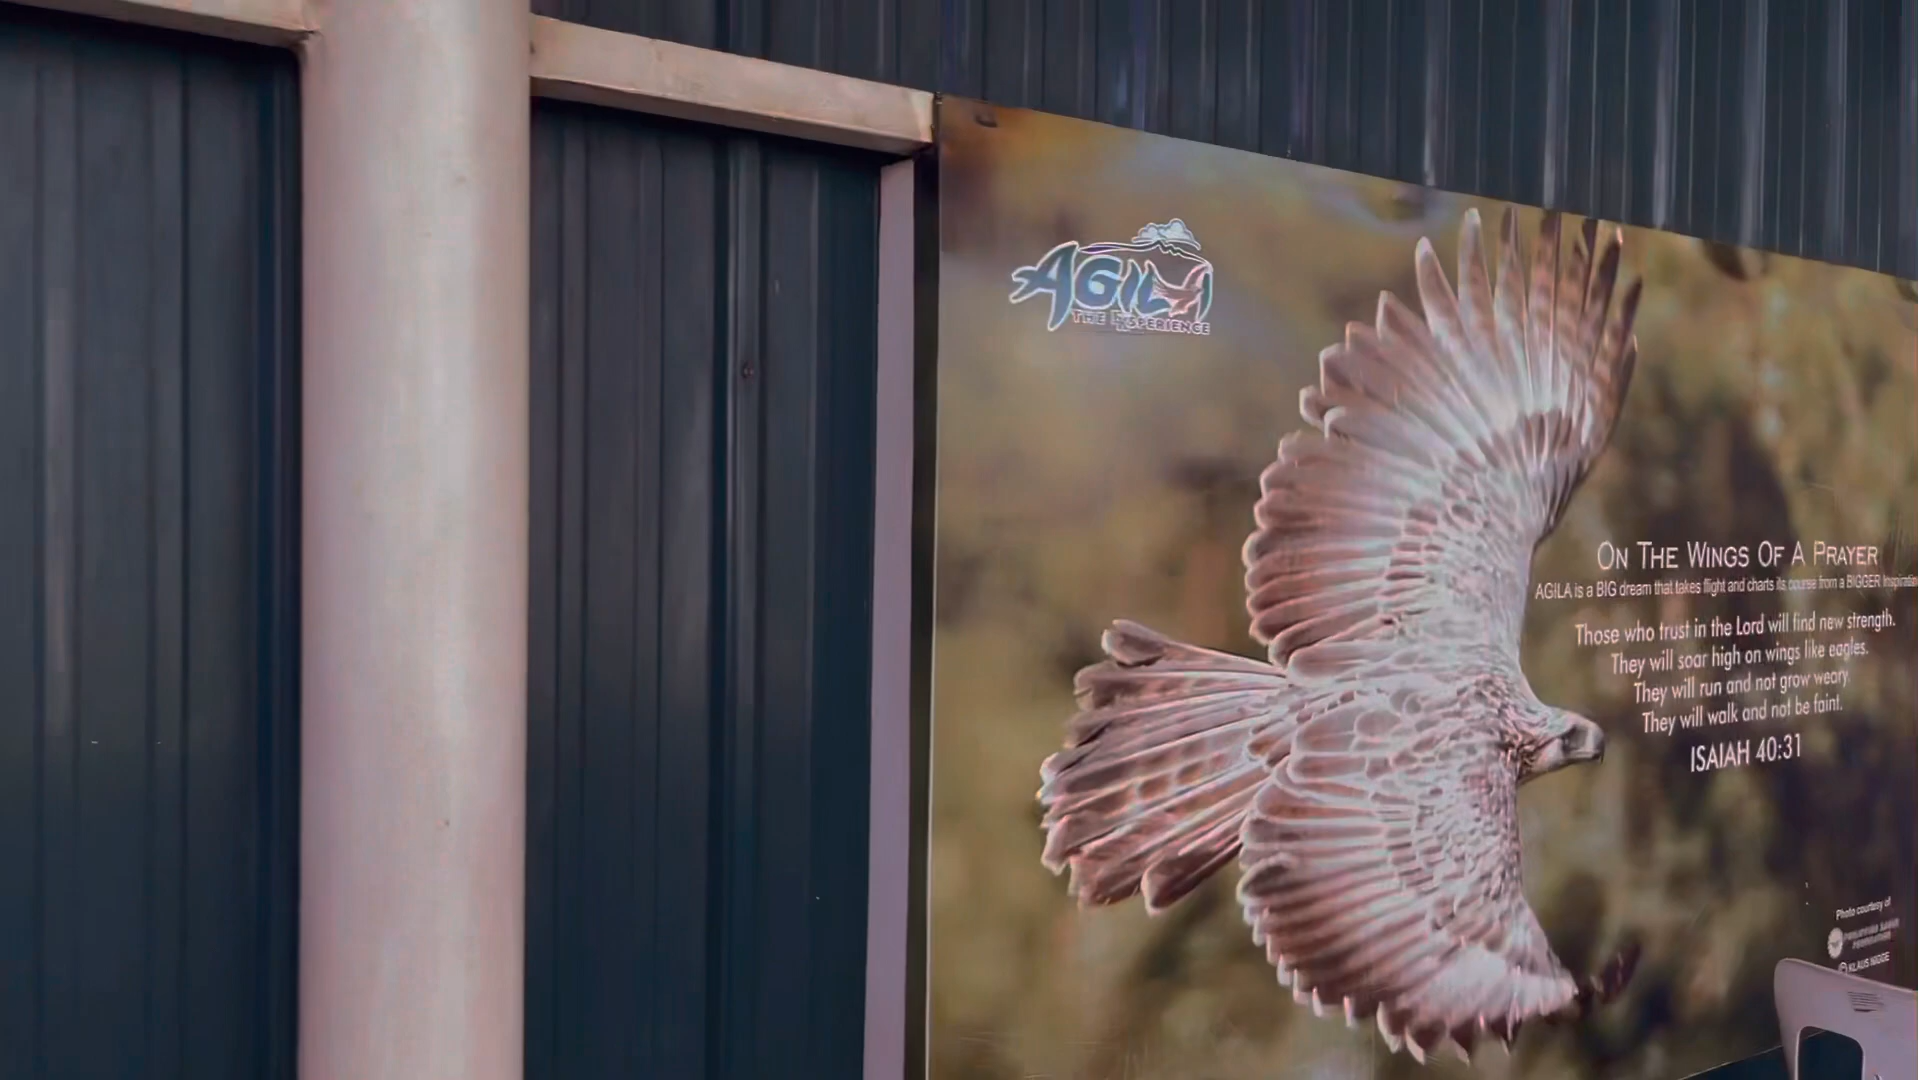 AGILA
THE EXPERIENCE
ON THE WINGS OF A PRAYER
AGILA is a BIG dream that takes flight and charts its course from a BIGGER Inspiration
Those who trust in the Lord will find new strength.
They will soar high on wings like eagles.
They will run and not grow weary.
They will walk and not be faint.
ISAIAH 40:31
Photo courtesy of
PHILIPPINE EAGLE
FOUNDATION
© KLAUS NIGGE